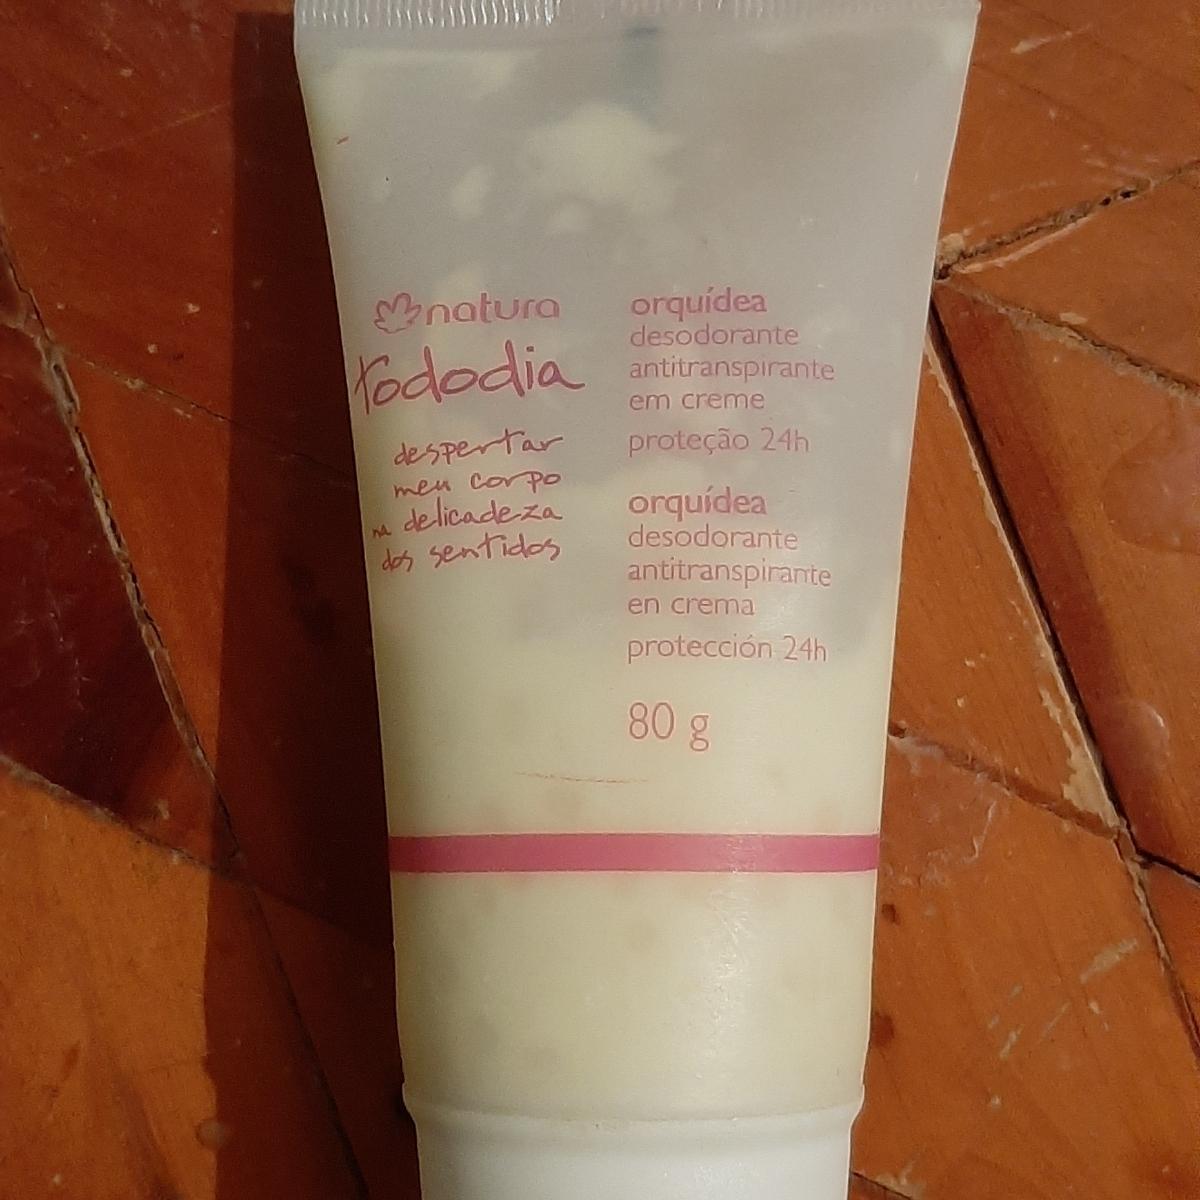 natura
tododia
despertar
meu corpo
na delicadeza
dos sentidos
orquídea
desodorante
antitranspirante
em creme
proteção 24h
orquídea
desodorante
antitranspirante
en crema
protección 24h
80 g